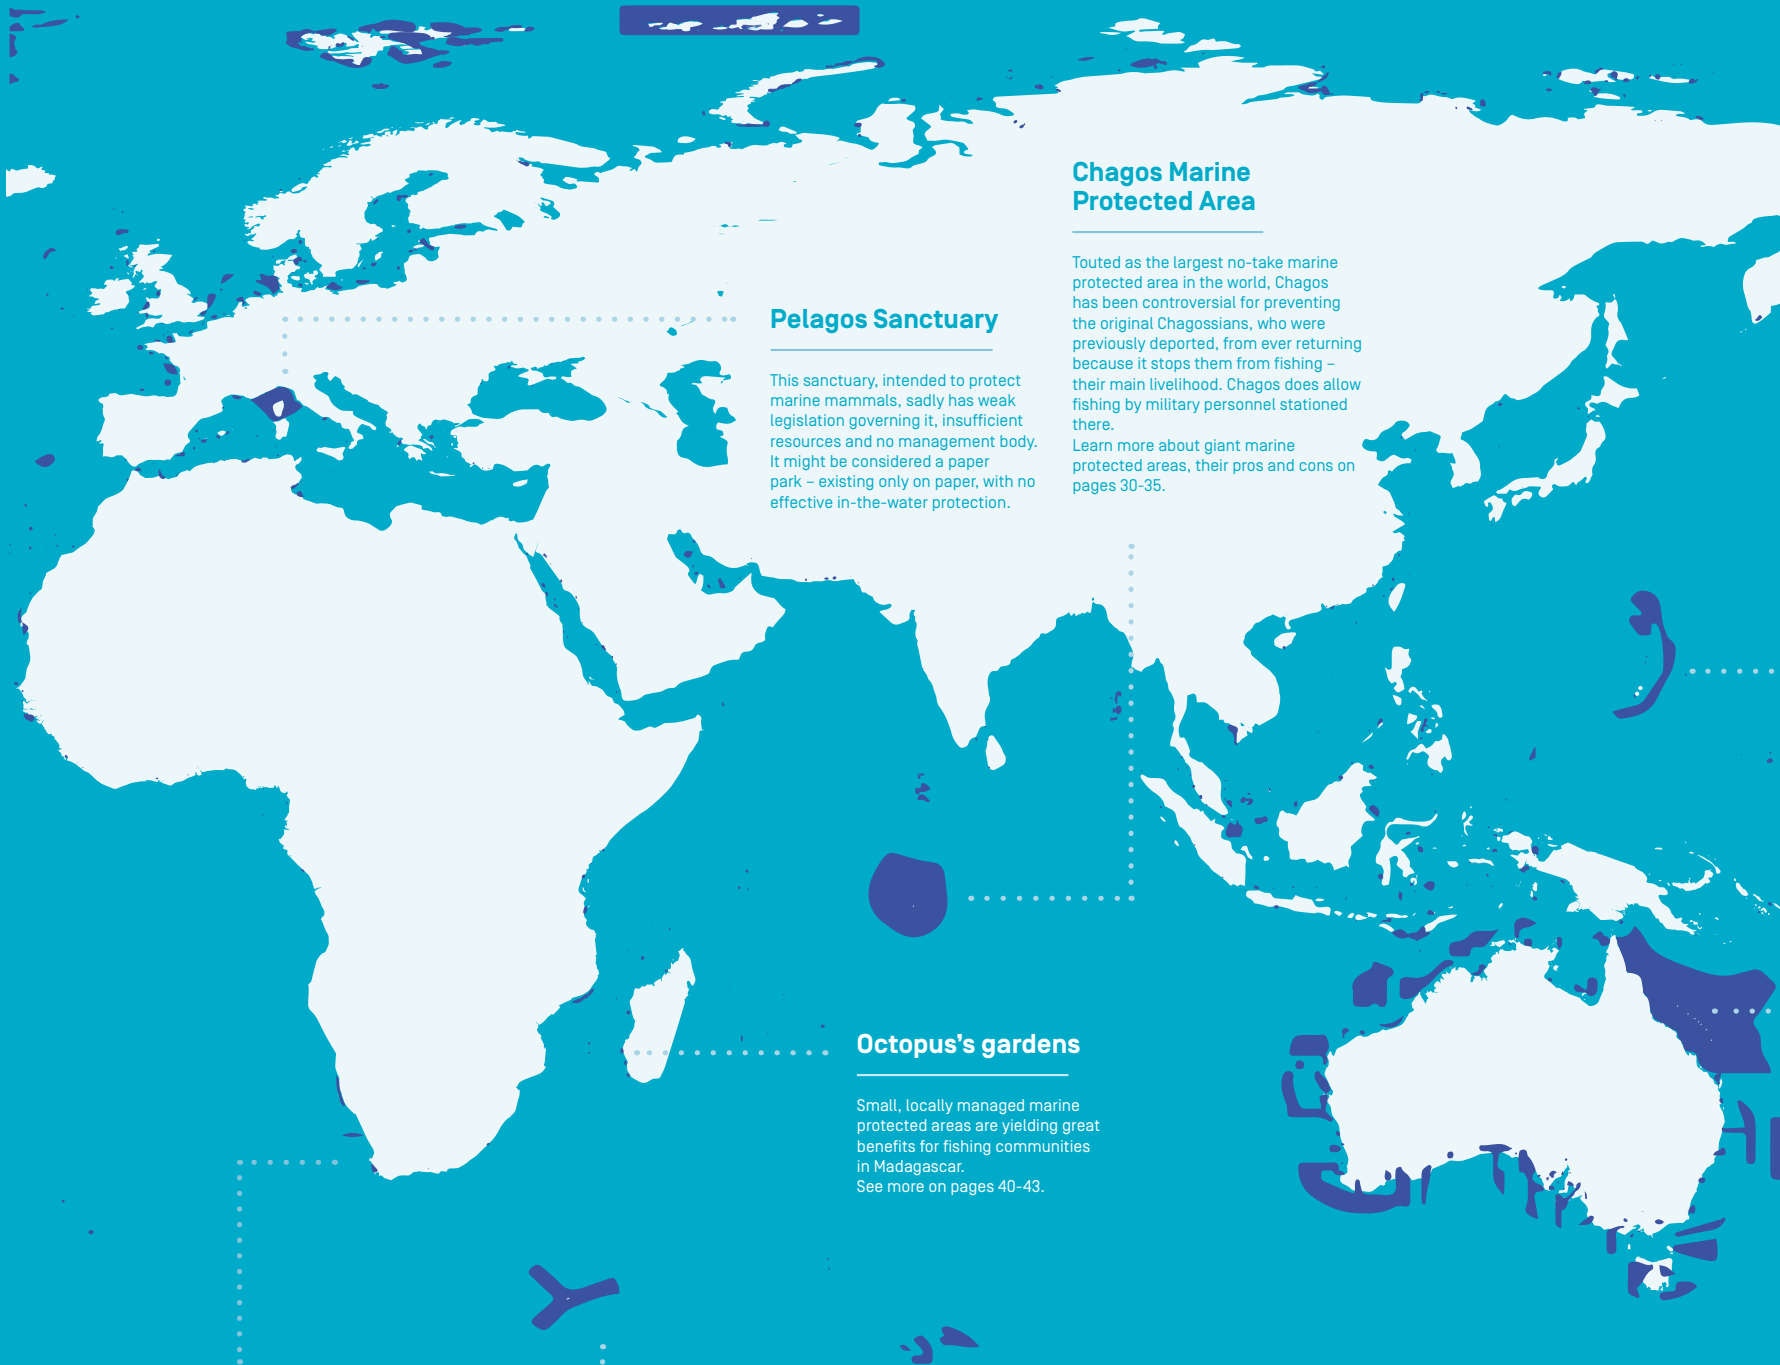 Chagos Marine
Protected Area
Touted as the largest no-take marine
protected area in the world, Chagos
has been controversial for preventing
the original Chagossians, who were
previously deported, from ever returning
because it stops them from fishing –
their main livelihood. Chagos does allow
fishing by military personnel stationed
there.
Learn more about giant marine
protected areas, their pros and cons on
pages 30-35.
Pelagos Sanctuary
This sanctuary, intended to protect
marine mammals, sadly has weak
legislation governing it, insufficient
resources and no management body.
It might be considered a paper
park – existing only on paper, with no
effective in-the-water protection.
Octopus's gardens
Small, locally managed marine
protected areas are yielding great
benefits for fishing communities
in Madagascar.
See more on pages 40-43.